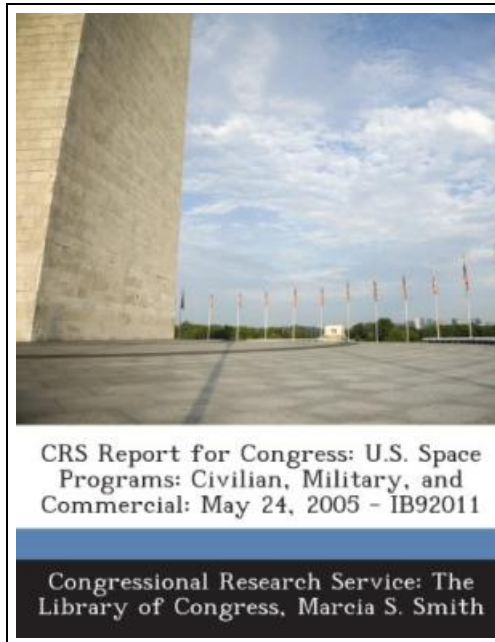 CRS Report for Congress: U.S. Space
Programs: Civilian, Military, and
Commercial: May 24, 2005 - IB92011
Congressional Research Service: The
Library of Congress, Marcia S. Smith